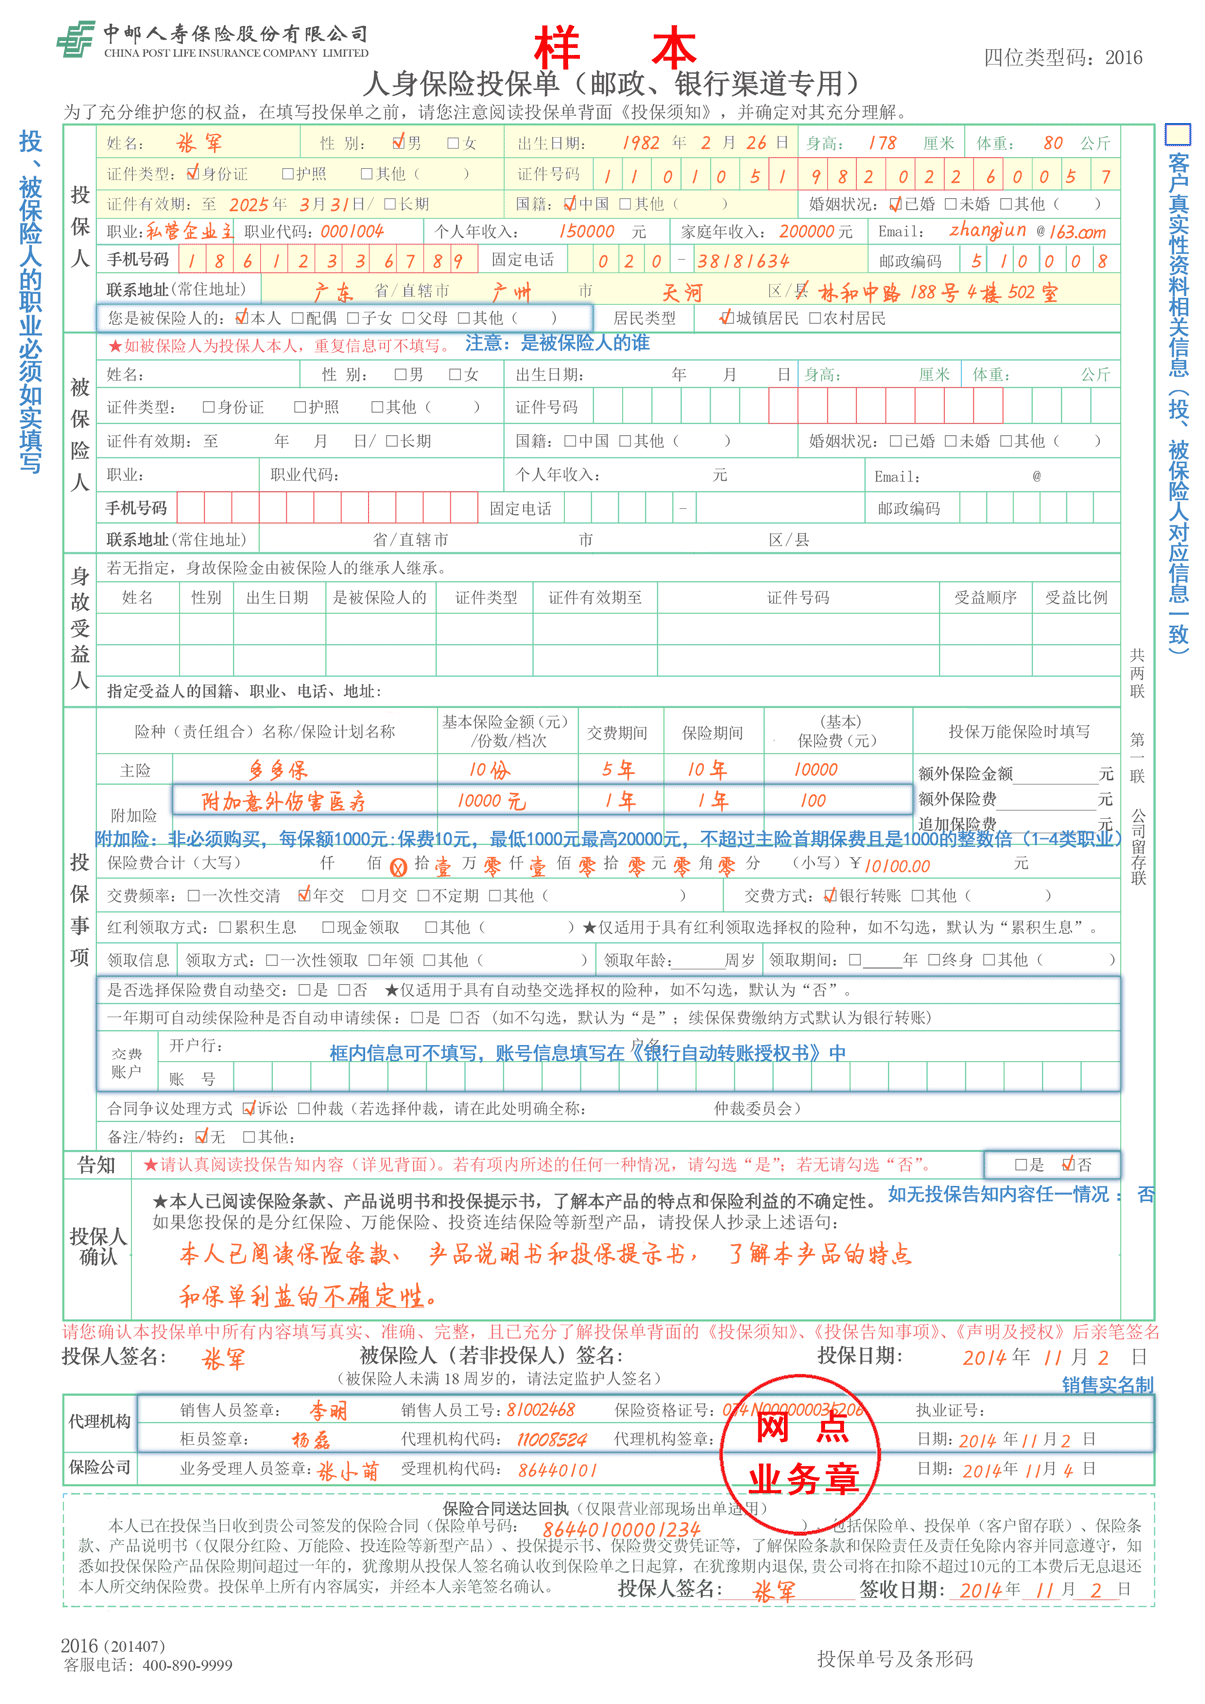 中邮人寿保险股份有限公司
CHINA POST LIFE INSURANCE COMPANY LIMITED
样 本
四位类型码：2016
人身保险投保单（邮政、银行渠道专用）
为了充分维护您的权益，在填写投保单之前，请您注意阅读投保单背面《投保须知》，并确定对其充分理解。
投、被保险人的职业必须如实填写
客户真实性资料相关信息（投、被保险人对应信息一致）
投保人
姓名： 张军 性 别： ☑男 □女 出生日期： 1982 年 2 月 26 日 身高： 178 厘米 体重： 80 公斤
证件类型：☑身份证 □护照 □其他（ ） 证件号码 110105198202260057
证件有效期：至 2025年 3月31日/ □长期 国籍：☑中国 □其他（ ） 婚姻状况：☑已婚 □未婚 □其他（ ）
职业：私营企业主 职业代码：0001004 个人年收入： 150000 元 家庭年收入：200000元 Email： zhangjun @163.com
手机号码 18612336789 固定电话 020－38181634 邮政编码 510008
联系地址(常住地址) 广东 省/直辖市 广州 市 天河 区/县 林和中路188号4楼502室
您是被保险人的：☑本人 □配偶 □子女 □父母 □其他（ ） 居民类型 ☑城镇居民 □农村居民
被保险人
★如被保险人为投保人本人，重复信息可不填写。 注意：是被保险人的谁
姓名： 性 别： □男 □女 出生日期： 年 月 日 身高： 厘米 体重： 公斤
证件类型： □身份证 □护照 □其他（ ） 证件号码
证件有效期：至 年 月 日/ □长期 国籍：□中国 □其他（ ） 婚姻状况：□已婚 □未婚 □其他（ ）
职业： 职业代码： 个人年收入： 元 Email： @
手机号码 固定电话 － 邮政编码
联系地址(常住地址) 省/直辖市 市 区/县
身故受益人
若无指定，身故保险金由被保险人的继承人继承。
姓名 性别 出生日期 是被保险人的 证件类型 证件有效期至 证件号码 受益顺序 受益比例
指定受益人的国籍、职业、电话、地址：
共两联 第一联 公司留存联
投保事项
险种（责任组合）名称/保险计划名称 基本保险金额(元)/份数/档次 交费期间 保险期间 (基本)保险费(元) 投保万能保险时填写
主险 多多保 10份 5年 10年 10000 额外保险金额 元
附加险 附加意外伤害医疗 10000元 1年 1年 100 额外保险费 元
追加保险费 元
附加险：非必须购买，每保额1000元:保费10元，最低1000元最高20000元，不超过主险首期保费且是1000的整数倍（1-4类职业）
保险费合计（大写） 仟 佰 ⓧ 拾 壹 万 零 仟 壹 佰 零 拾 零 元 零 角 零 分 （小写）￥10100.00 元
交费频率：□一次性交清 ☑年交 □月交 □不定期 □其他（ ） 交费方式：☑银行转账 □其他（ ）
红利领取方式：□累积生息 □现金领取 □其他（ ）★仅适用于具有红利领取选择权的险种，如不勾选，默认为“累积生息”。
领取信息 领取方式：□一次性领取 □年领 □其他（ ） 领取年龄： 周岁 领取期间：□ 年 □终身 □其他（ ）
是否选择保险费自动垫交：□是 □否 ★仅适用于具有自动垫交选择权的险种，如不勾选，默认为“否”。
一年期可自动续保险种是否自动申请续保：□是 □否（如不勾选，默认为“是”；续保保费缴纳方式默认为银行转账）
交费账户 开户行： 户名：
框内信息可不填写，账号信息填写在《银行自动转账授权书》中
账 号
合同争议处理方式 ☑诉讼 □仲裁（若选择仲裁，请在此处明确全称： 仲裁委员会）
备注/特约：☑无 □其他：
告知 ★请认真阅读投保告知内容（详见背面）。若有项内所述的任何一种情况，请勾选“是”；若无请勾选“否”。 □是 ☑否
投保人确认
★本人已阅读保险条款、产品说明书和投保提示书，了解本产品的特点和保险利益的不确定性。 如无投保告知内容任一情况：否
如果您投保的是分红保险、万能保险、投资连结保险等新型产品，请投保人抄录上述语句：
本人已阅读保险条款、产品说明书和投保提示书，了解本产品的特点
和保单利益的不确定性。
请您确认本投保单中所有内容填写真实、准确、完整，且已充分了解投保单背面的《投保须知》、《投保告知事项》、《声明及授权》后亲笔签名
投保人签名： 张军 被保险人（若非投保人）签名： 投保日期： 2014年 11 月 2 日
（被保险人未满18周岁的，请法定监护人签名）
销售实名制
代理机构 销售人员签章： 李明 销售人员工号：81002468 保险资格证号：074N000000035206 执业证号：
柜员签章： 杨磊 代理机构代码： 11008524 代理机构签章： 日期：2014 年11月2 日
网 点
业务章
保险公司 业务受理人员签章：张小萌 受理机构代码： 86440101 日期：2014年11月4 日
保险合同送达回执（仅限营业部现场出单适用）
本人已在投保当日收到贵公司签发的保险合同（保险单号码： 86440100001234 ），包括保险单、投保单（客户留存联）、保险条
款、产品说明书（仅限分红险、万能险、投连险等新型产品）、投保提示书、保险费交费凭证等，了解保险条款和保险责任及责任免除内容并同意遵守，知
悉如投保保险产品保险期间超过一年的，犹豫期从投保人签名确认收到保险单之日起算，在犹豫期内退保,贵公司将在扣除不超过10元的工本费后无息退还
本人所交纳保险费。投保单上所有内容属实，并经本人亲笔签名确认。 投保人签名： 张军 签收日期： 2014年 11 月 2 日
2016 (201407)
客服电话：400-890-9999
投保单号及条形码